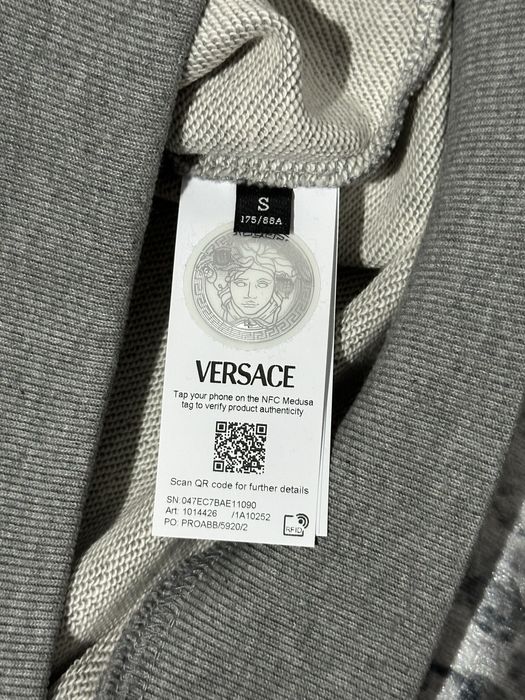 S
175/88A
VERSACE
Tap your phone on the NFC Medusa
tag to verify product authenticity
Scan QR code for further details
SN:047EC7BAE11090
Art: 1014426 /1A10252
PO: PROABB/5920/2
RFID